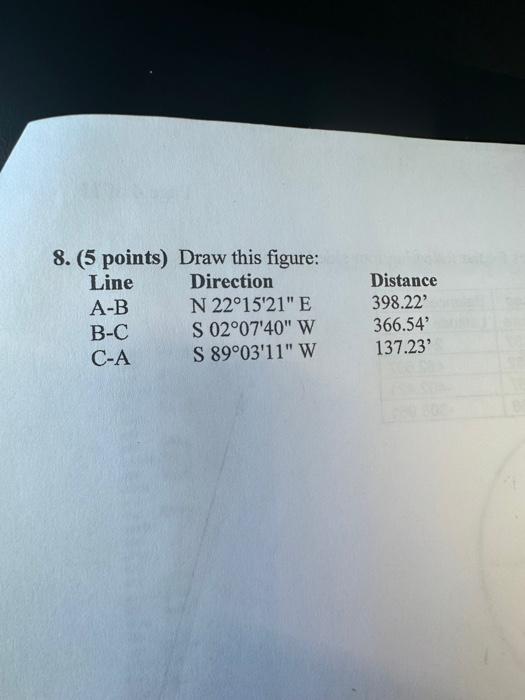 8. (5 points) Draw this figure:
Line Direction Distance
A-B N 22°15'21" E 398.22'
B-C S 02°07'40" W 366.54'
C-A S 89°03'11" W 137.23'